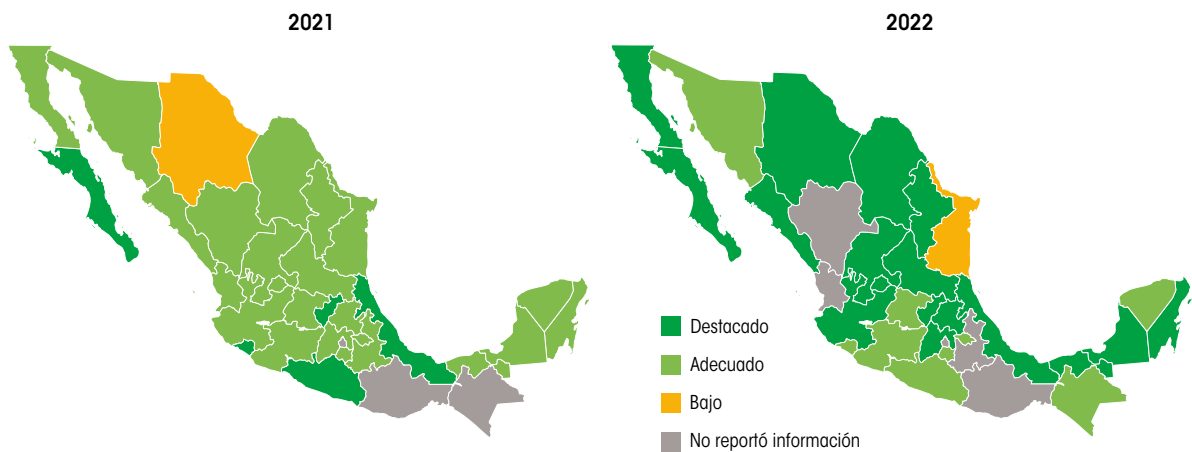 2021
2022
Destacado
Adecuado
Bajo
No reportó información